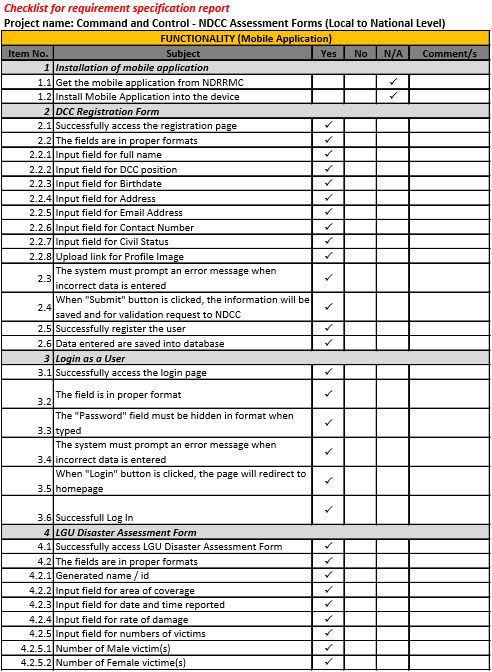 Checklist for requirement specification report
Project name: Command and Control - NDCC Assessment Forms (Local to National Level)
FUNCTIONALITY (Mobile Application)
Item No. Subject Yes No N/A Comment/s
1 Installation of mobile application
1.1 Get the mobile application from NDRRMC ✓
1.2 Install Mobile Application into the device ✓
2 DCC Registration Form
2.1 Successfully access the registration page ✓
2.2 The fields are in proper formats ✓
2.2.1 Input field for full name ✓
2.2.2 Input field for DCC position ✓
2.2.3 Input field for Birthdate ✓
2.2.4 Input field for Address ✓
2.2.5 Input field for Email Address ✓
2.2.6 Input field for Contact Number ✓
2.2.7 Input field for Civil Status ✓
2.2.8 Upload link for Profile Image ✓
The system must prompt an error message when
2.3 incorrect data is entered ✓
When "Submit" button is clicked, the information will be
2.4 saved and for validation request to NDCC ✓
2.5 Successfully register the user ✓
2.6 Data entered are saved into database ✓
3 Login as a User
3.1 Successfully access the login page ✓
3.2 The field is in proper format ✓
The "Password" field must be hidden in format when
3.3 typed ✓
The system must prompt an error message when
3.4 incorrect data is entered ✓
When "Login" button is clicked, the page will redirect to
3.5 homepage ✓
3.6 Successfull Log In ✓
4 LGU Disaster Assessment Form
4.1 Successfully access LGU Disaster Assessment Form ✓
4.2 The fields are in proper formats ✓
4.2.1 Generated name / id ✓
4.2.2 Input field for area of coverage ✓
4.2.3 Input field for date and time reported ✓
4.2.4 Input field for rate of damage ✓
4.2.5 Input field for numbers of victims ✓
4.2.5.1 Number of Male victim(s) ✓
4.2.5.2 Number of Female victime(s) ✓